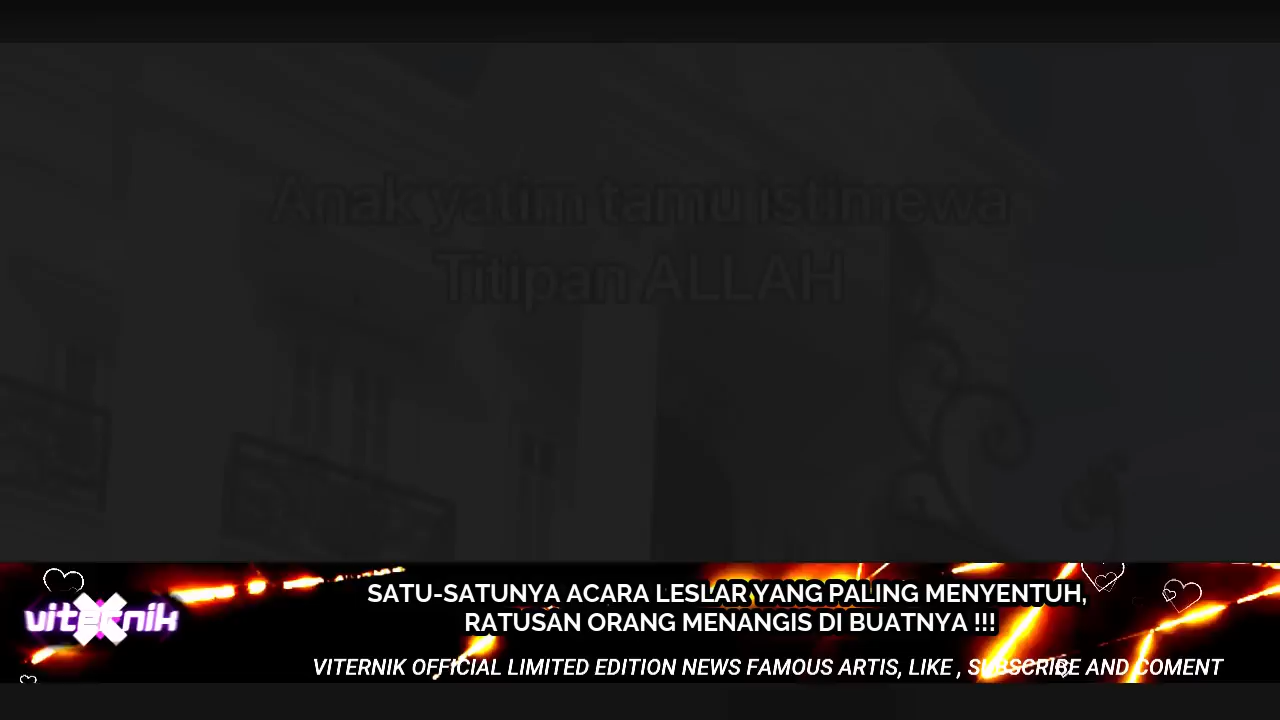 Anak yatim tamu istimewa
Titipan ALLAH
SATU-SATUNYA ACARA LESLAR YANG PALING MENYENTUH,
RATUSAN ORANG MENANGIS DI BUATNYA !!!
viternik
VITERNIK OFFICIAL LIMITED EDITION NEWS FAMOUS ARTIS, LIKE , SUBSCRIBE AND COMENT